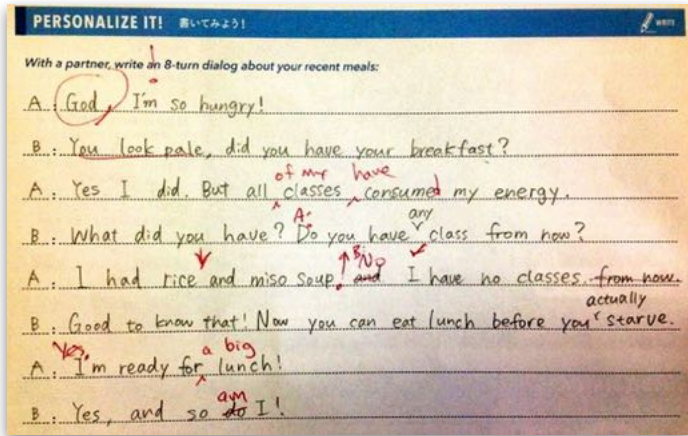 PERSONALIZE IT! 書いてみよう! WRITE
With a partner, write an 8-turn dialog about your recent meals:
!
A : God, I'm so hungry!
B : You look pale, did you have your breakfast?
of my have
A : Yes I did. But all classes consumed my energy.
A: any
B : What did you have? Do you have class from now?
B: No
A : I had rice and miso soup. and I have no classes. from now.
actually
B : Good to know that! Now you can eat lunch before you starve.
Yes. a big
A : I'm ready for lunch!
am
B : Yes, and so do I!